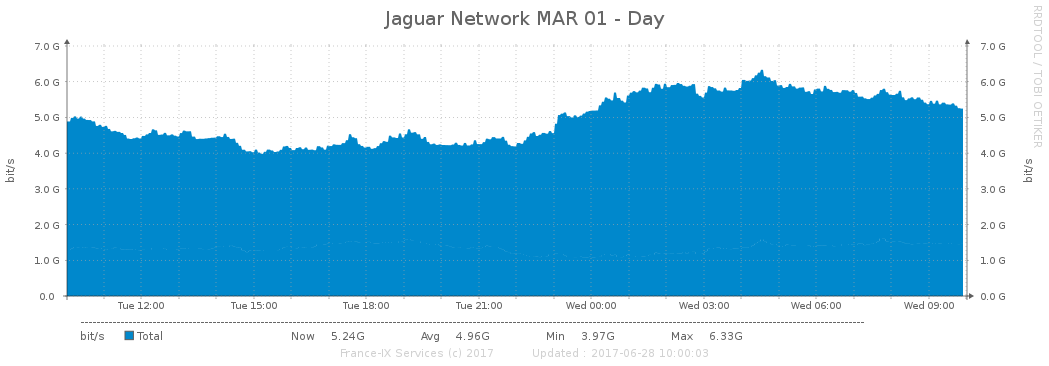 Jaguar Network MAR 01 - Day
RRDTOOL / TOBI OETIKER
7.0 G 7.0 G
6.0 G 6.0 G
5.0 G 5.0 G
4.0 G 4.0 G
3.0 G 3.0 G
2.0 G 2.0 G
1.0 G 1.0 G
0.0 0.0 G
bit/s bit/s
Tue 12:00 Tue 15:00 Tue 18:00 Tue 21:00 Wed 00:00 Wed 03:00 Wed 06:00 Wed 09:00
bit/s Total Now 5.24G Avg 4.96G Min 3.97G Max 6.33G
France-IX Services (c) 2017 Updated : 2017-06-28 10:00:03